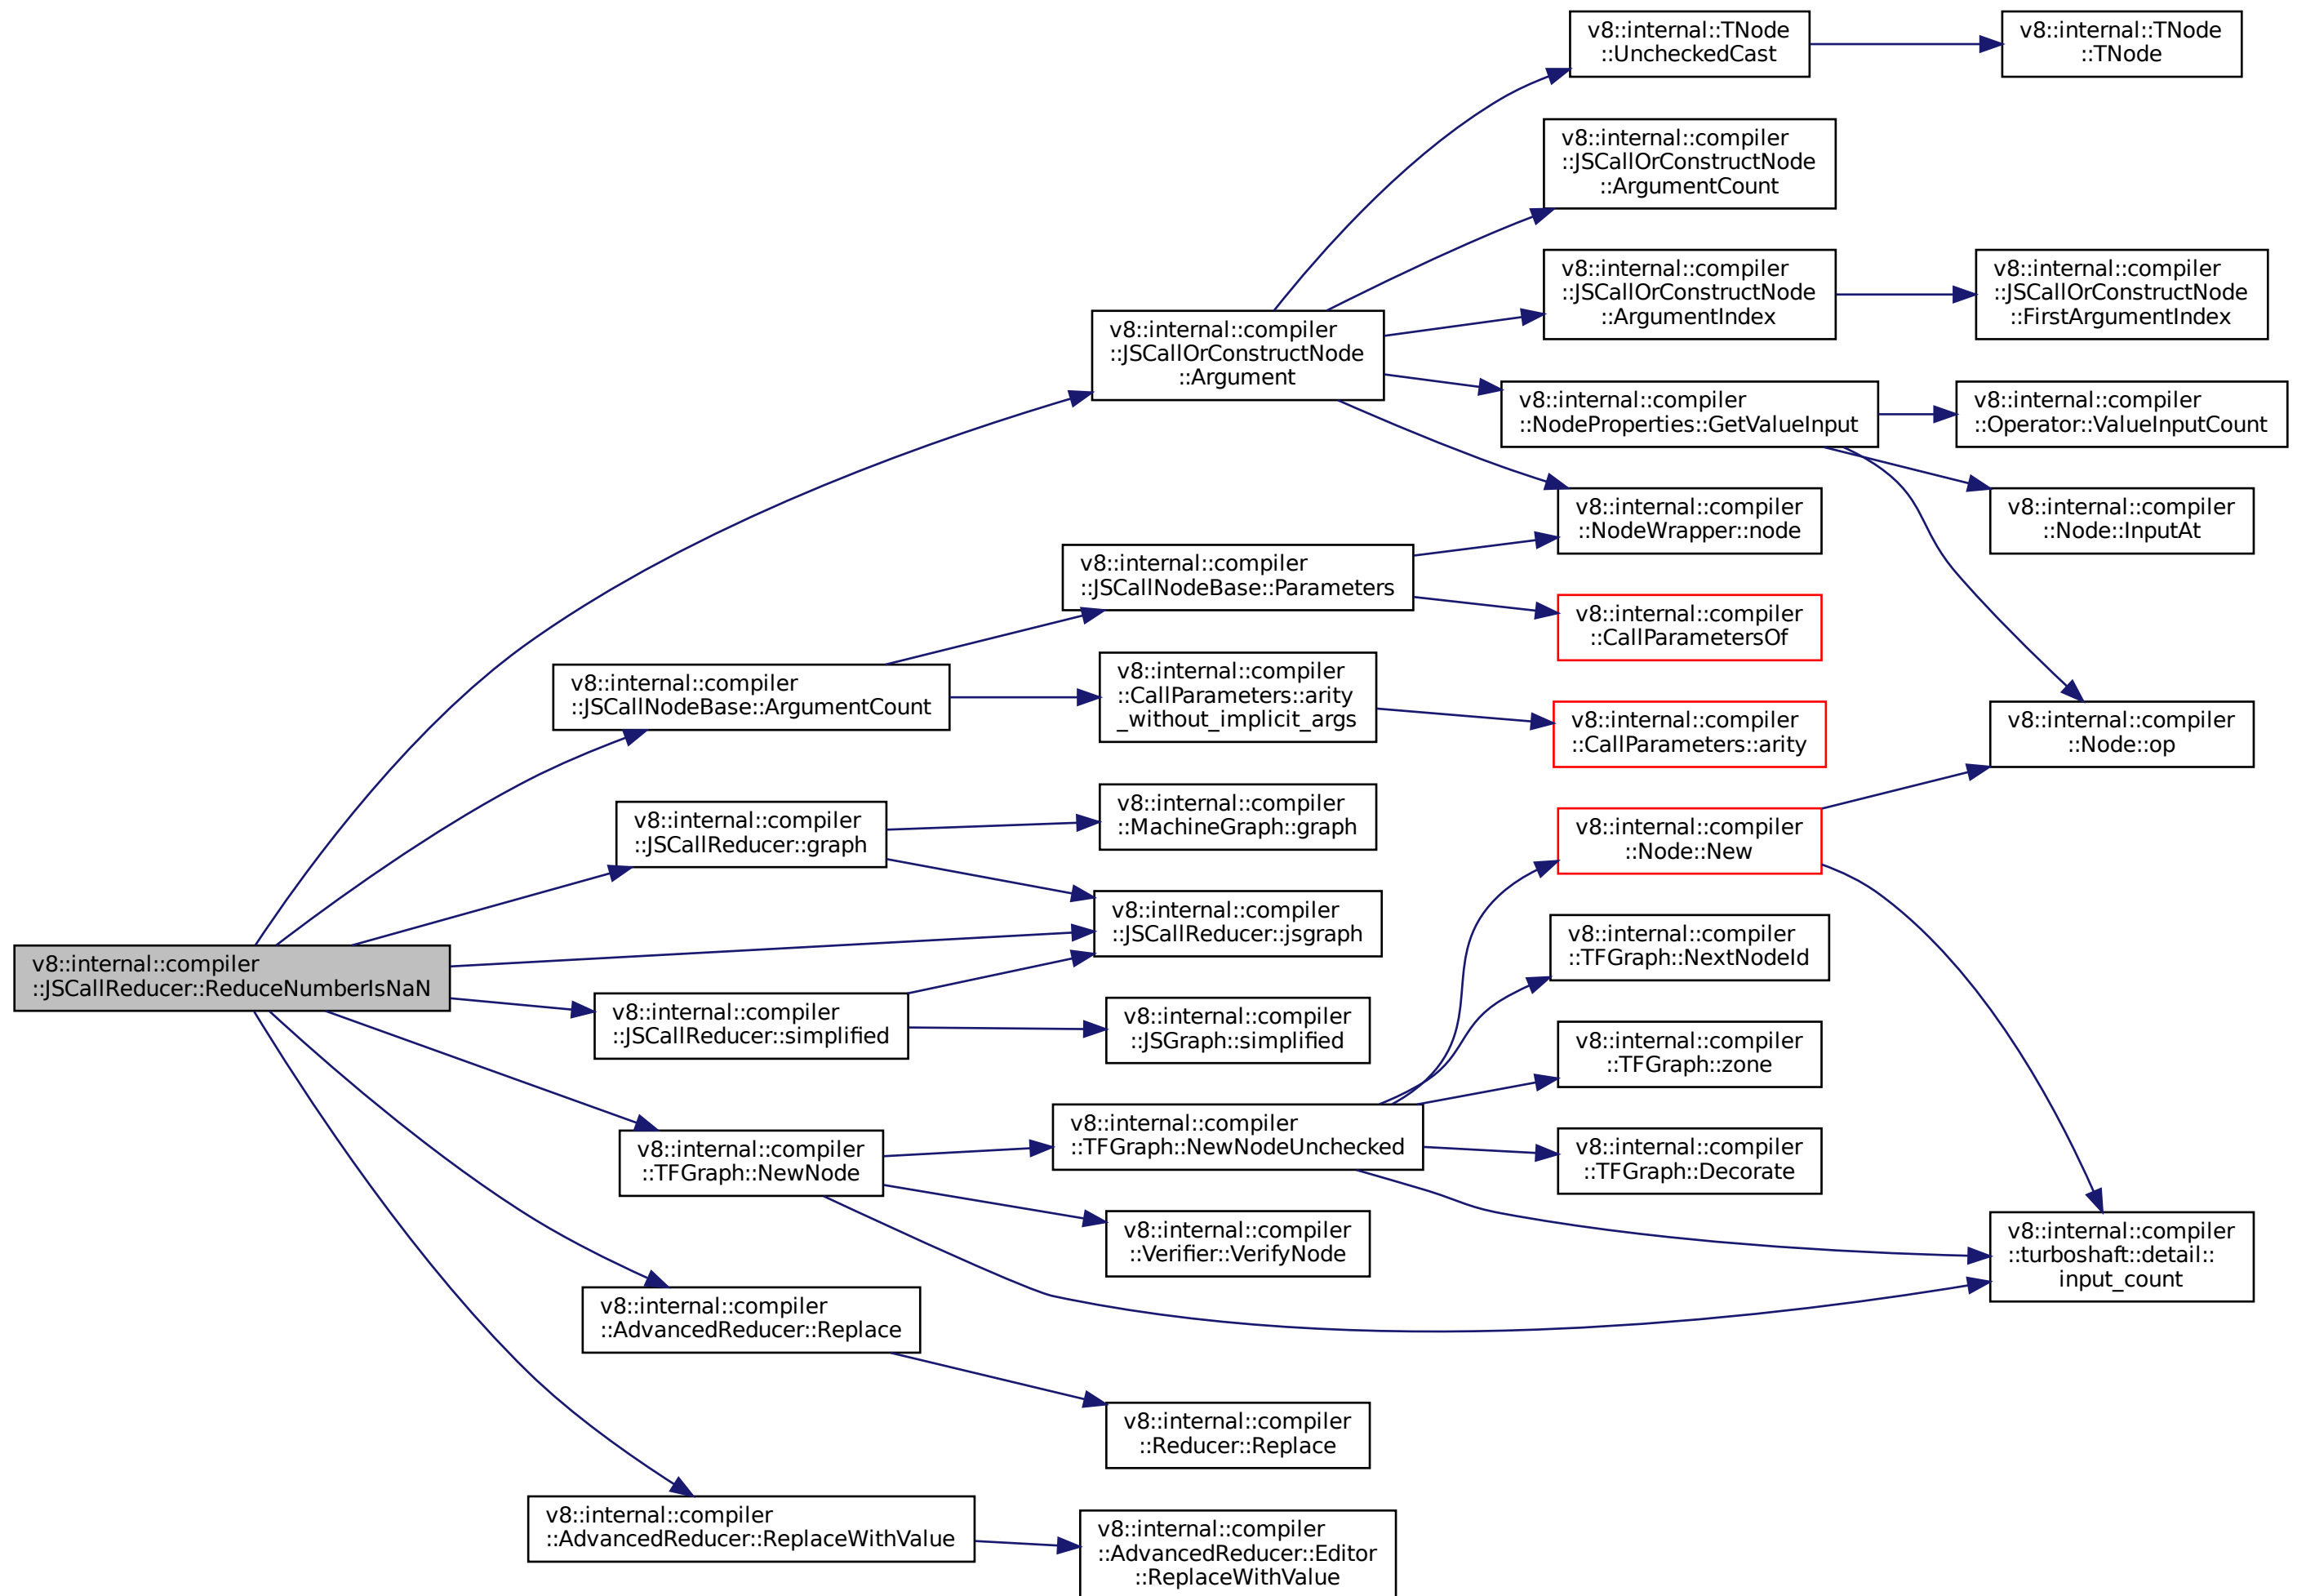 v8::internal::TNode
::UncheckedCast
v8::internal::TNode
::TNode
v8::internal::compiler
::JSCallOrConstructNode
::ArgumentCount
v8::internal::compiler
::JSCallOrConstructNode
::ArgumentIndex
v8::internal::compiler
::JSCallOrConstructNode
::FirstArgumentIndex
v8::internal::compiler
::JSCallOrConstructNode
::Argument
v8::internal::compiler
::NodeProperties::GetValueInput
v8::internal::compiler
::Operator::ValueInputCount
v8::internal::compiler
::NodeWrapper::node
v8::internal::compiler
::Node::InputAt
v8::internal::compiler
::JSCallNodeBase::Parameters
v8::internal::compiler
::CallParametersOf
v8::internal::compiler
::JSCallNodeBase::ArgumentCount
v8::internal::compiler
::CallParameters::arity
_without_implicit_args
v8::internal::compiler
::CallParameters::arity
v8::internal::compiler
::Node::op
v8::internal::compiler
::JSCallReducer::graph
v8::internal::compiler
::MachineGraph::graph
v8::internal::compiler
::Node::New
v8::internal::compiler
::JSCallReducer::jsgraph
v8::internal::compiler
::TFGraph::NextNodeId
v8::internal::compiler
::JSCallReducer::ReduceNumberIsNaN
v8::internal::compiler
::JSCallReducer::simplified
v8::internal::compiler
::JSGraph::simplified
v8::internal::compiler
::TFGraph::zone
v8::internal::compiler
::TFGraph::NewNode
v8::internal::compiler
::TFGraph::NewNodeUnchecked
v8::internal::compiler
::TFGraph::Decorate
v8::internal::compiler
::Verifier::VerifyNode
v8::internal::compiler
::turboshaft::detail::
input_count
v8::internal::compiler
::AdvancedReducer::Replace
v8::internal::compiler
::Reducer::Replace
v8::internal::compiler
::AdvancedReducer::ReplaceWithValue
v8::internal::compiler
::AdvancedReducer::Editor
::ReplaceWithValue